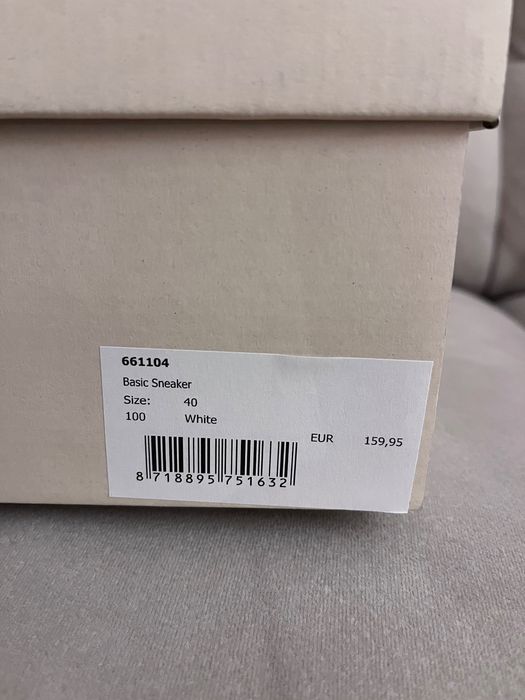 661104
Basic Sneaker
Size: 40
100 White
EUR 159,95
8 718895 751632